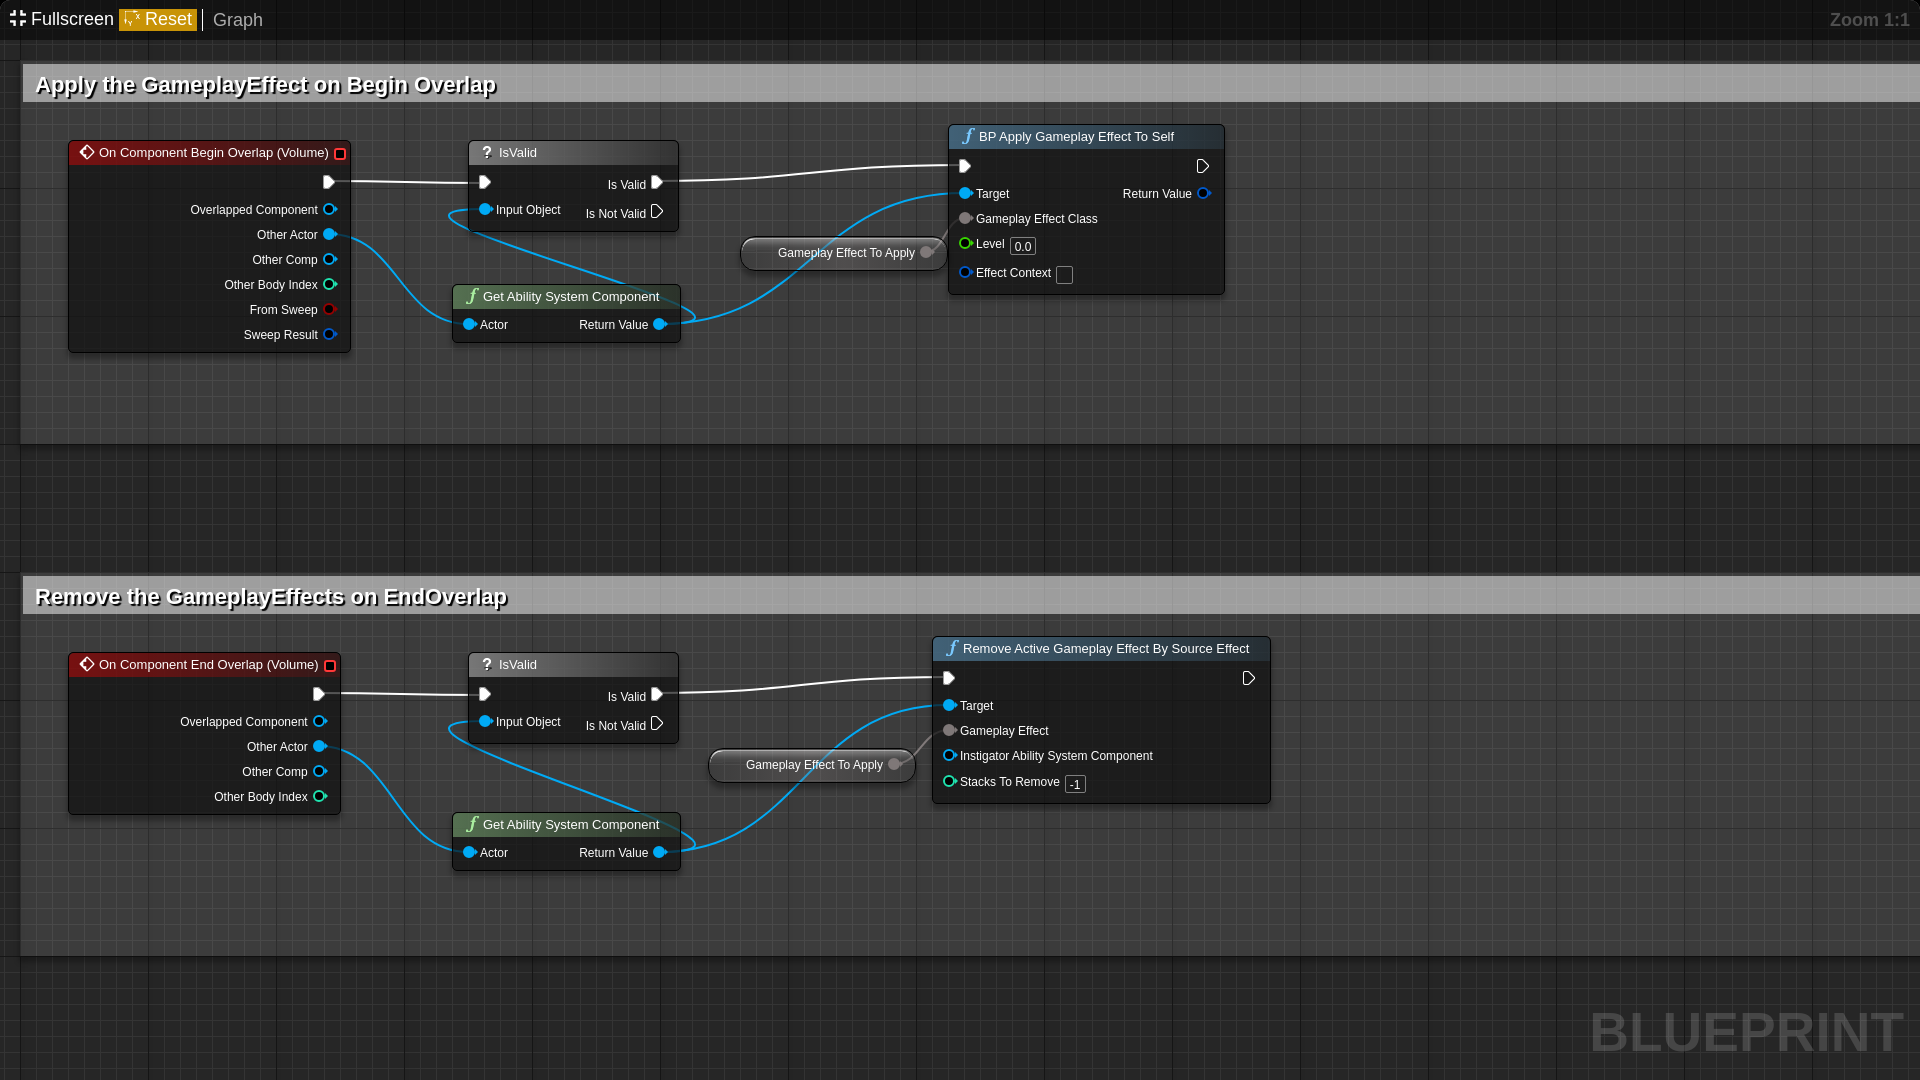 Fullscreen Reset Graph Zoom 1:1
Apply the GameplayEffect on Begin Overlap
On Component Begin Overlap (Volume)
Overlapped Component
Other Actor
Other Comp
Other Body Index
From Sweep
Sweep Result
? IsValid
Is Valid
Input Object
Is Not Valid
f Get Ability System Component
Actor Return Value
Gameplay Effect To Apply
f BP Apply Gameplay Effect To Self
Target Return Value
Gameplay Effect Class
Level 0.0
Effect Context
Remove the GameplayEffects on EndOverlap
On Component End Overlap (Volume)
Overlapped Component
Other Actor
Other Comp
Other Body Index
? IsValid
Is Valid
Input Object
Is Not Valid
f Get Ability System Component
Actor Return Value
Gameplay Effect To Apply
f Remove Active Gameplay Effect By Source Effect
Target
Gameplay Effect
Instigator Ability System Component
Stacks To Remove -1
BLUEPRINT